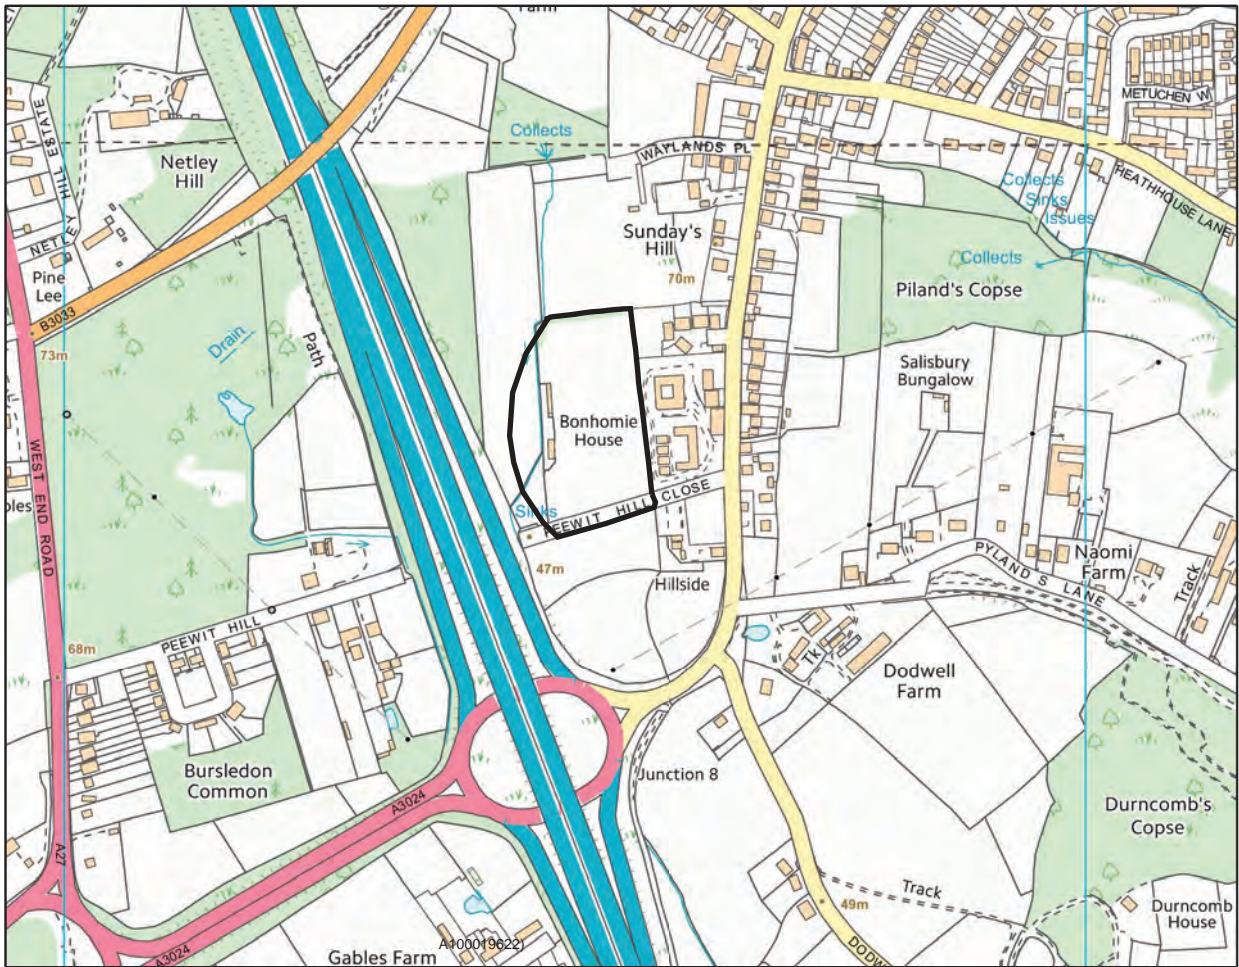 Farm
Collects
WAYLANDS PL
METUCHEN W
NETLEY HILL ESTATE
Netley
Hill
Collects
Sinks
Issues
HEATHHOUSE LANE
Sunday's
Hill
Collects
Pine
Lee
70m
Piland's Copse
B3033
73m
Drain
Path
Salisbury
Bungalow
Bonhomie
House
WEST END ROAD
Sinks
PEEWIT HILL CLOSE
47m
Hillside
Naomi
Farm
Track
PYLAND S LANE
PEEWIT HILL
68m
Tk
Dodwell
Farm
Bursledon
Common
Junction 8
A3024
Durncomb's
Copse
A27
Track
49m
Durncomb
House
A3024
Gables Farm
A100019622)